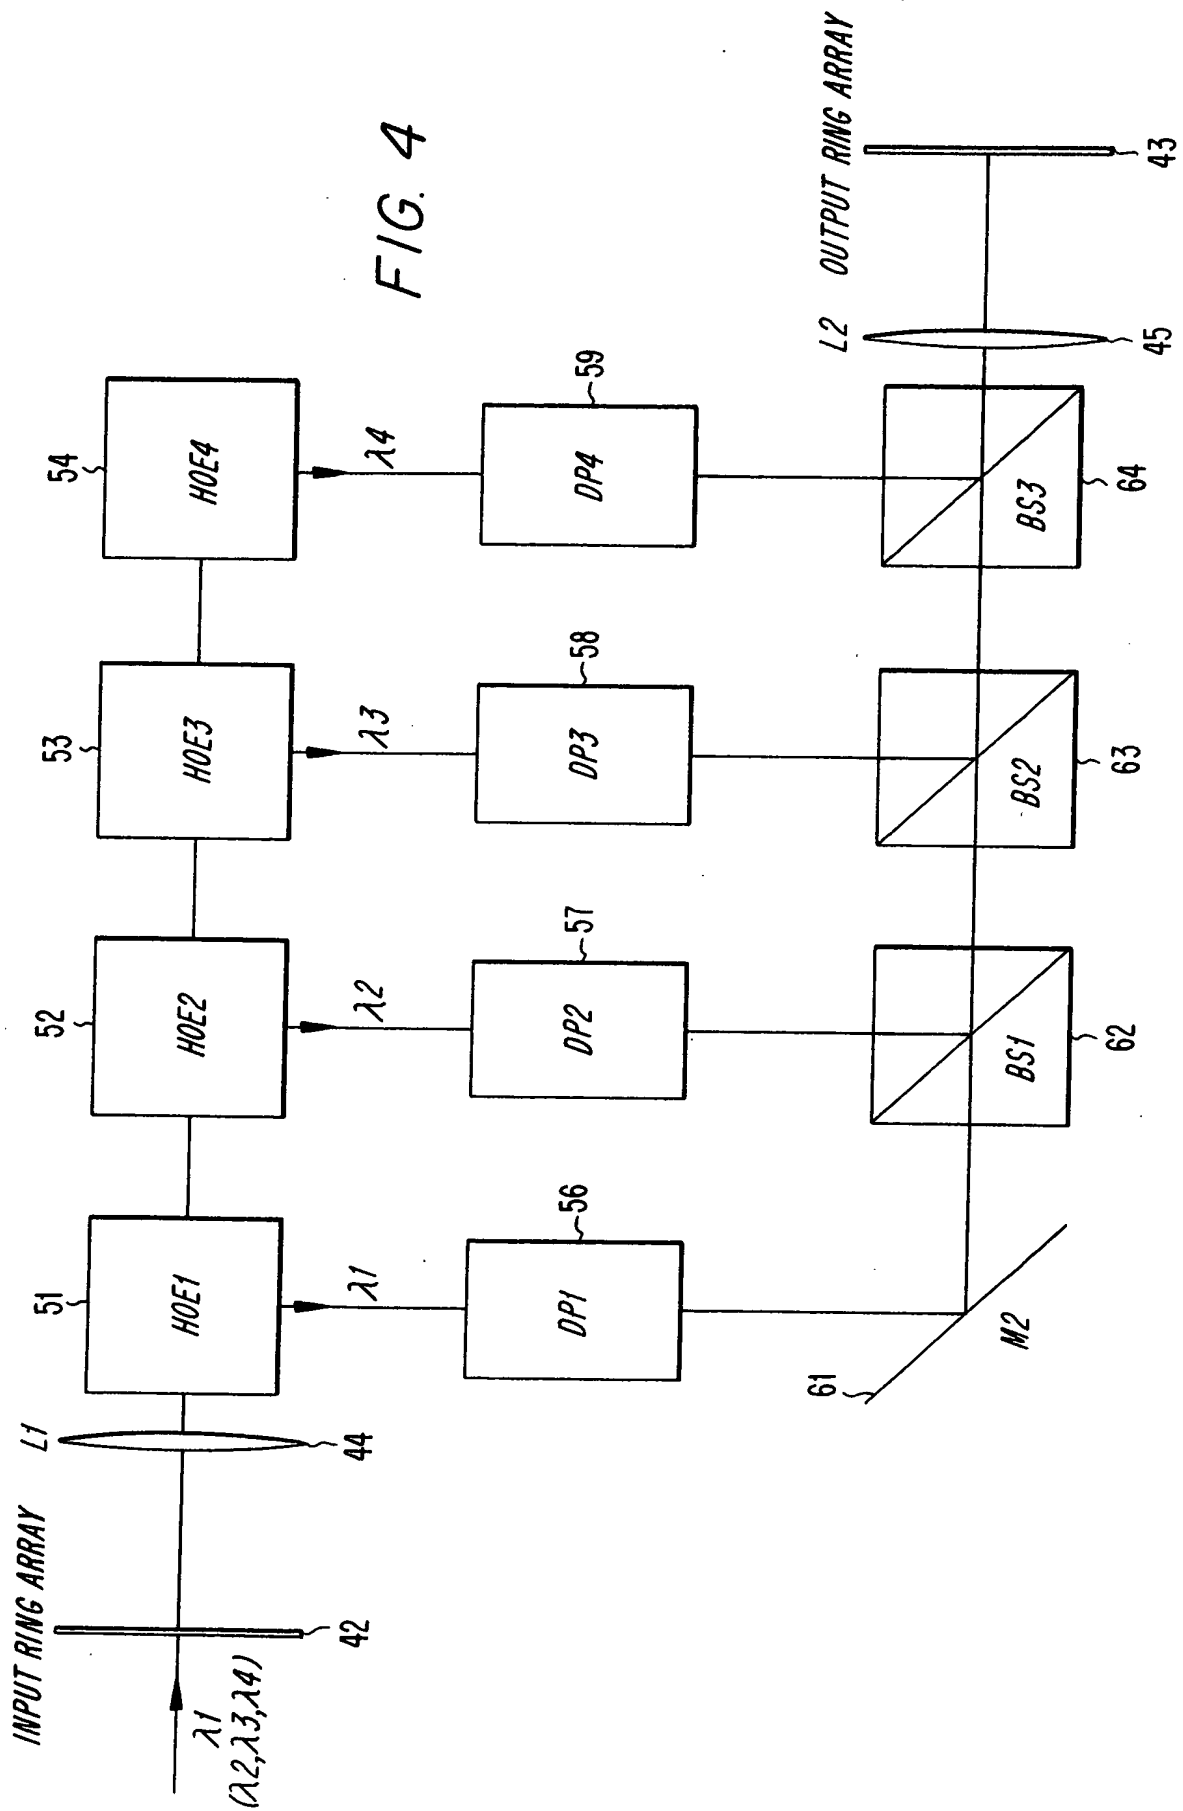 FIG. 4
INPUT RING ARRAY
λ1
(λ2,λ3,λ4)
42
L1
44
51
HOE1
52
HOE2
53
HOE3
54
HOE4
λ1
λ2
λ3
λ4
56
DP1
57
DP2
58
DP3
59
DP4
61
M2
BS1
62
BS2
63
BS3
64
L2
45
OUTPUT RING ARRAY
43